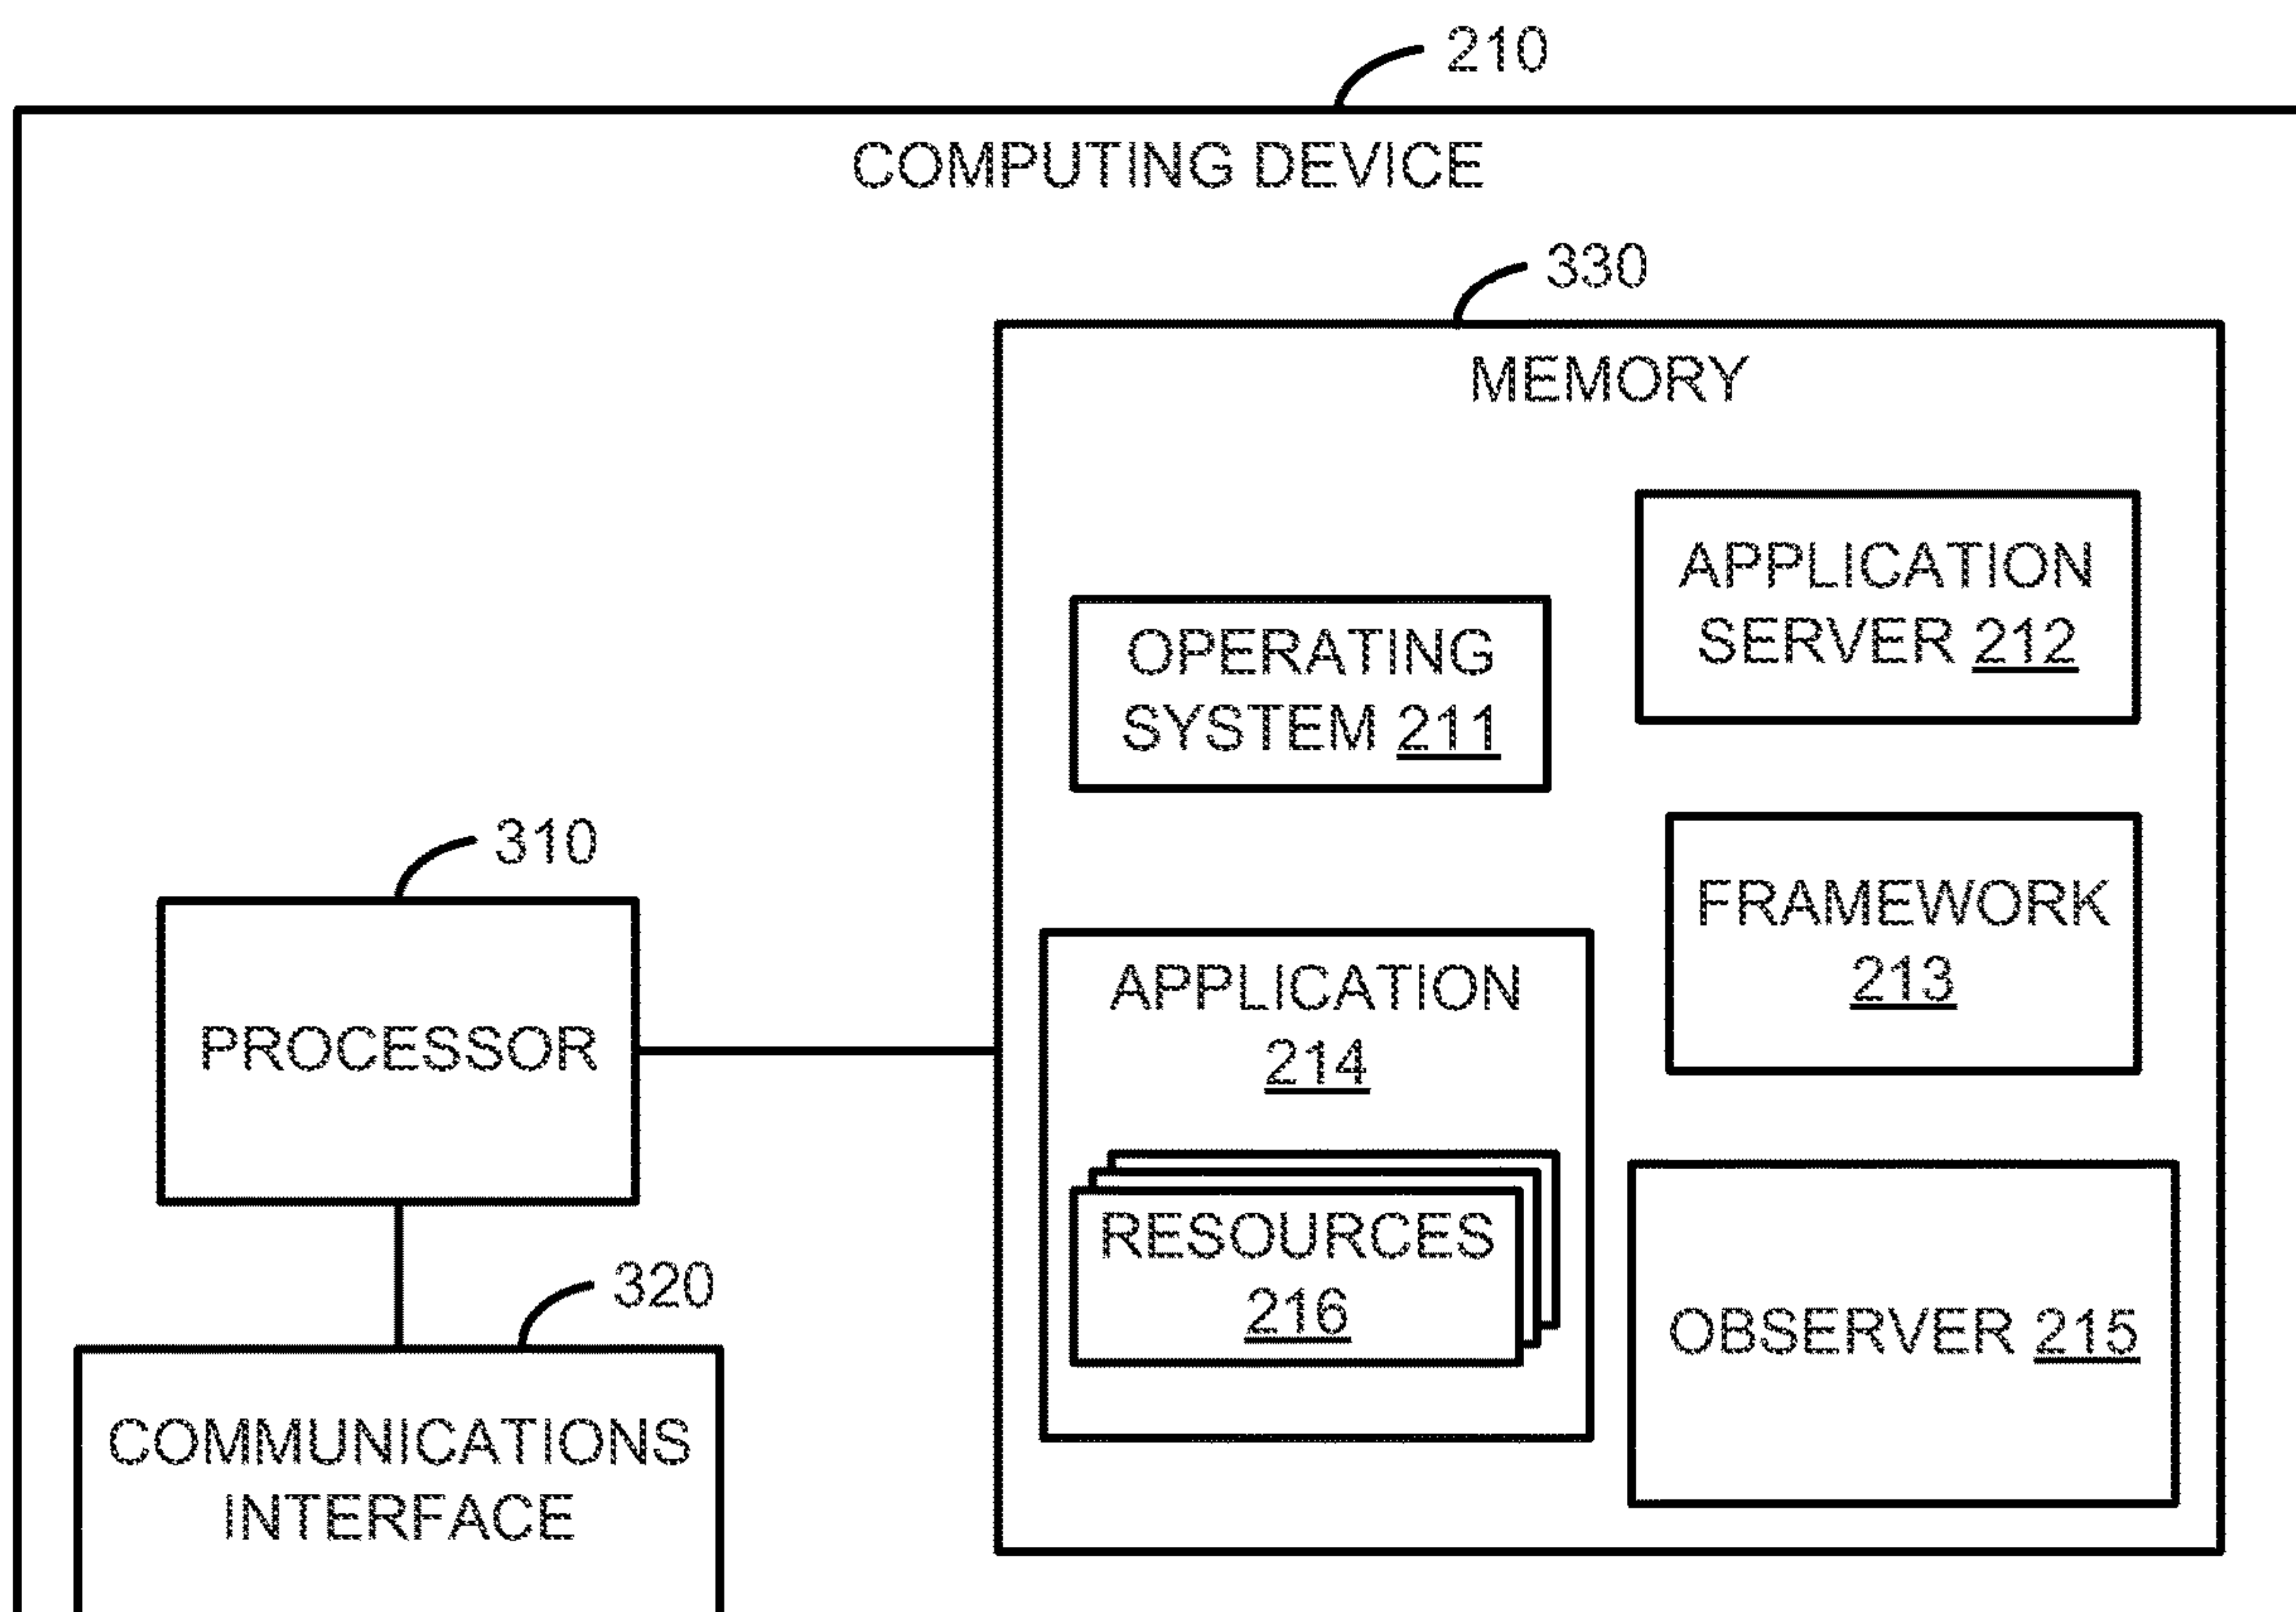 210
COMPUTING DEVICE
330
MEMORY
APPLICATION
SERVER 212
OPERATING
SYSTEM 211
310
PROCESSOR
FRAMEWORK
213
APPLICATION
214
RESOURCES
216
OBSERVER 215
320
COMMUNICATIONS
INTERFACE